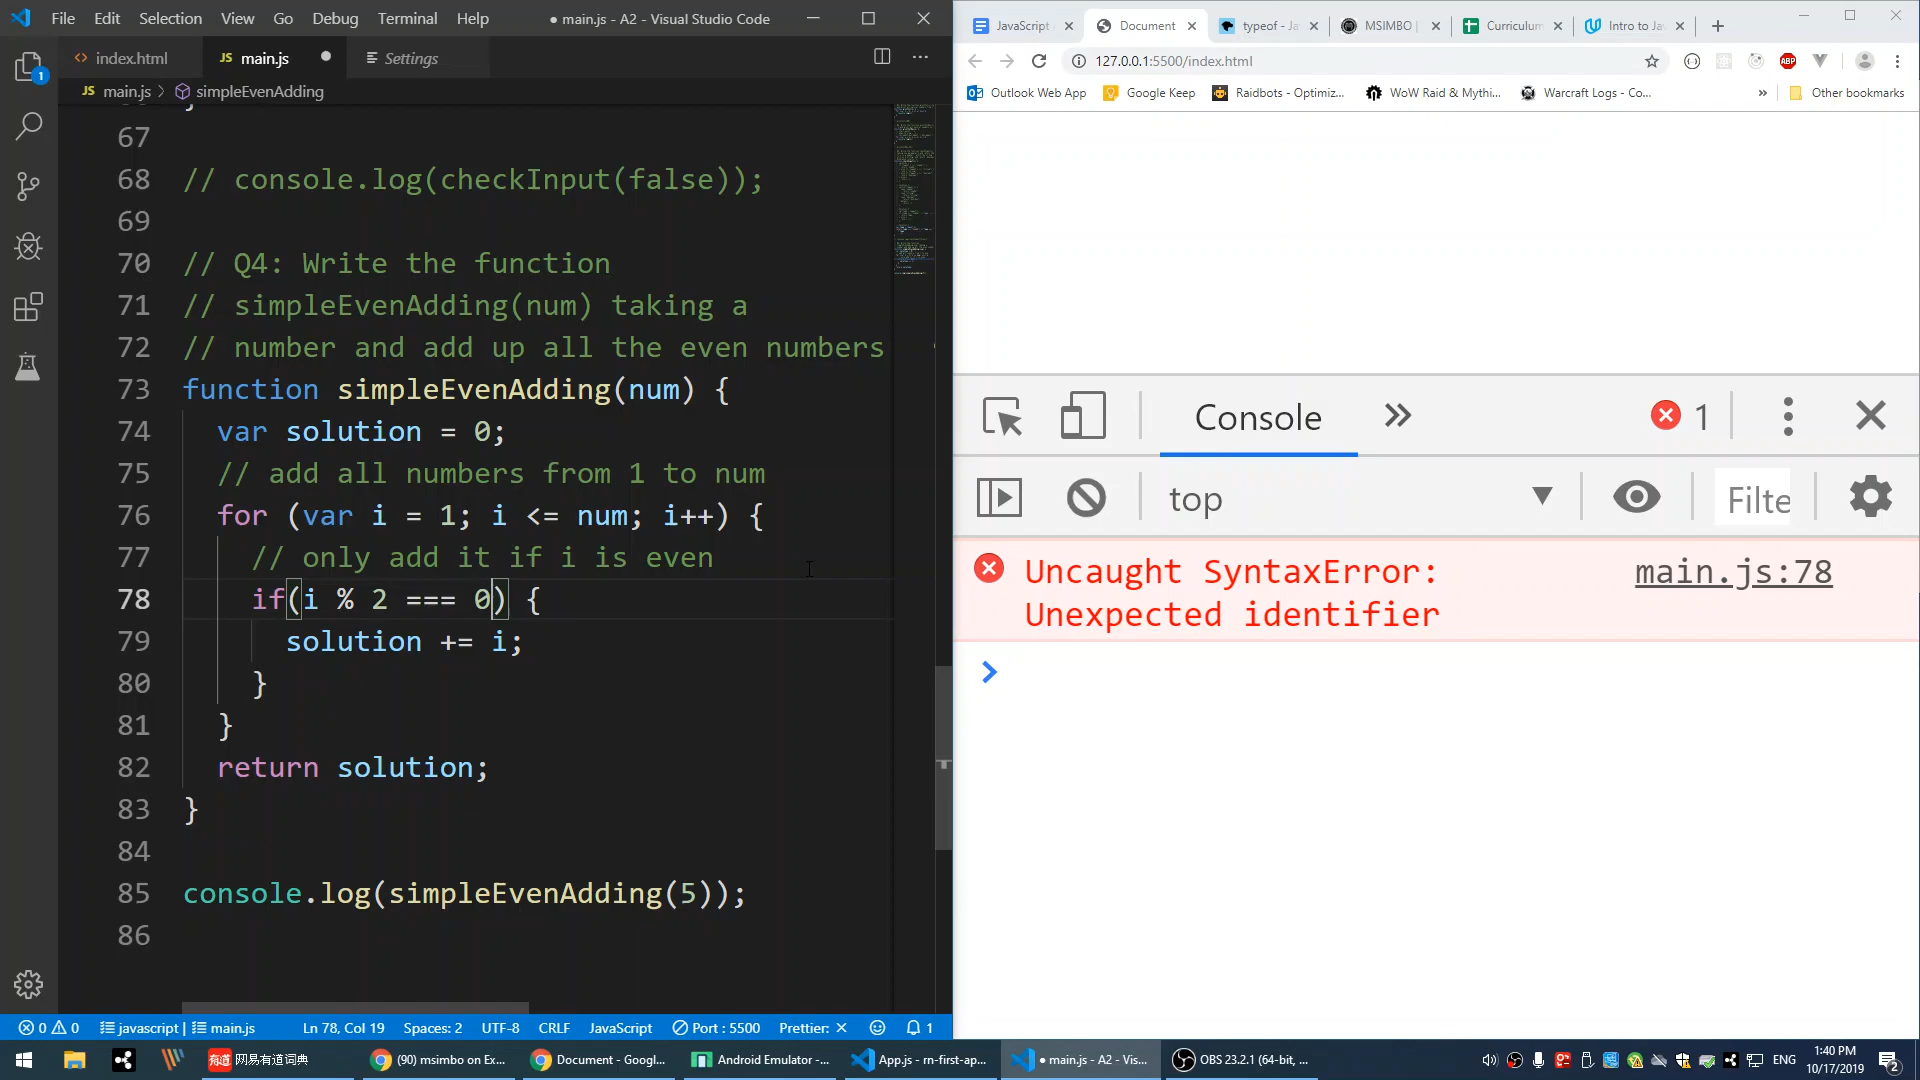 File Edit Selection View Go Debug Terminal Help
● main.js - A2 - Visual Studio Code
<> index.html
JS main.js ●
Settings
JS main.js > simpleEvenAdding
1
67
68 // console.log(checkInput(false));
69
70 // Q4: Write the function
71 // simpleEvenAdding(num) taking a
72 // number and add up all the even numbers
73 function simpleEvenAdding(num) {
74 var solution = 0;
75 // add all numbers from 1 to num
76 for (var i = 1; i <= num; i++) {
77 // only add it if i is even
78 if(i % 2 === 0) {
79 solution += i;
80 }
81 }
82 return solution;
83 }
84
85 console.log(simpleEvenAdding(5));
86
0 0 javascript | main.js Ln 78, Col 19 Spaces: 2 UTF-8 CRLF JavaScript Port : 5500 Prettier: × 1
JavaScript
Document
typeof - Ja
MSIMBO |
Curriculum
Intro to Ja
127.0.0.1:5500/index.html
ABP
Outlook Web App Google Keep Raidbots - Optimiz... WoW Raid & Mythi... Warcraft Logs - Co... » Other bookmarks
Console » 1
top Filte
Uncaught SyntaxError: main.js:78
Unexpected identifier
有道 网易有道词典
(90) msimbo on Ex...
Document - Googl...
Android Emulator -...
App.js - rn-first-ap...
● main.js - A2 - Vis...
OBS 23.2.1 (64-bit, ...
ENG
1:40 PM
10/17/2019
2